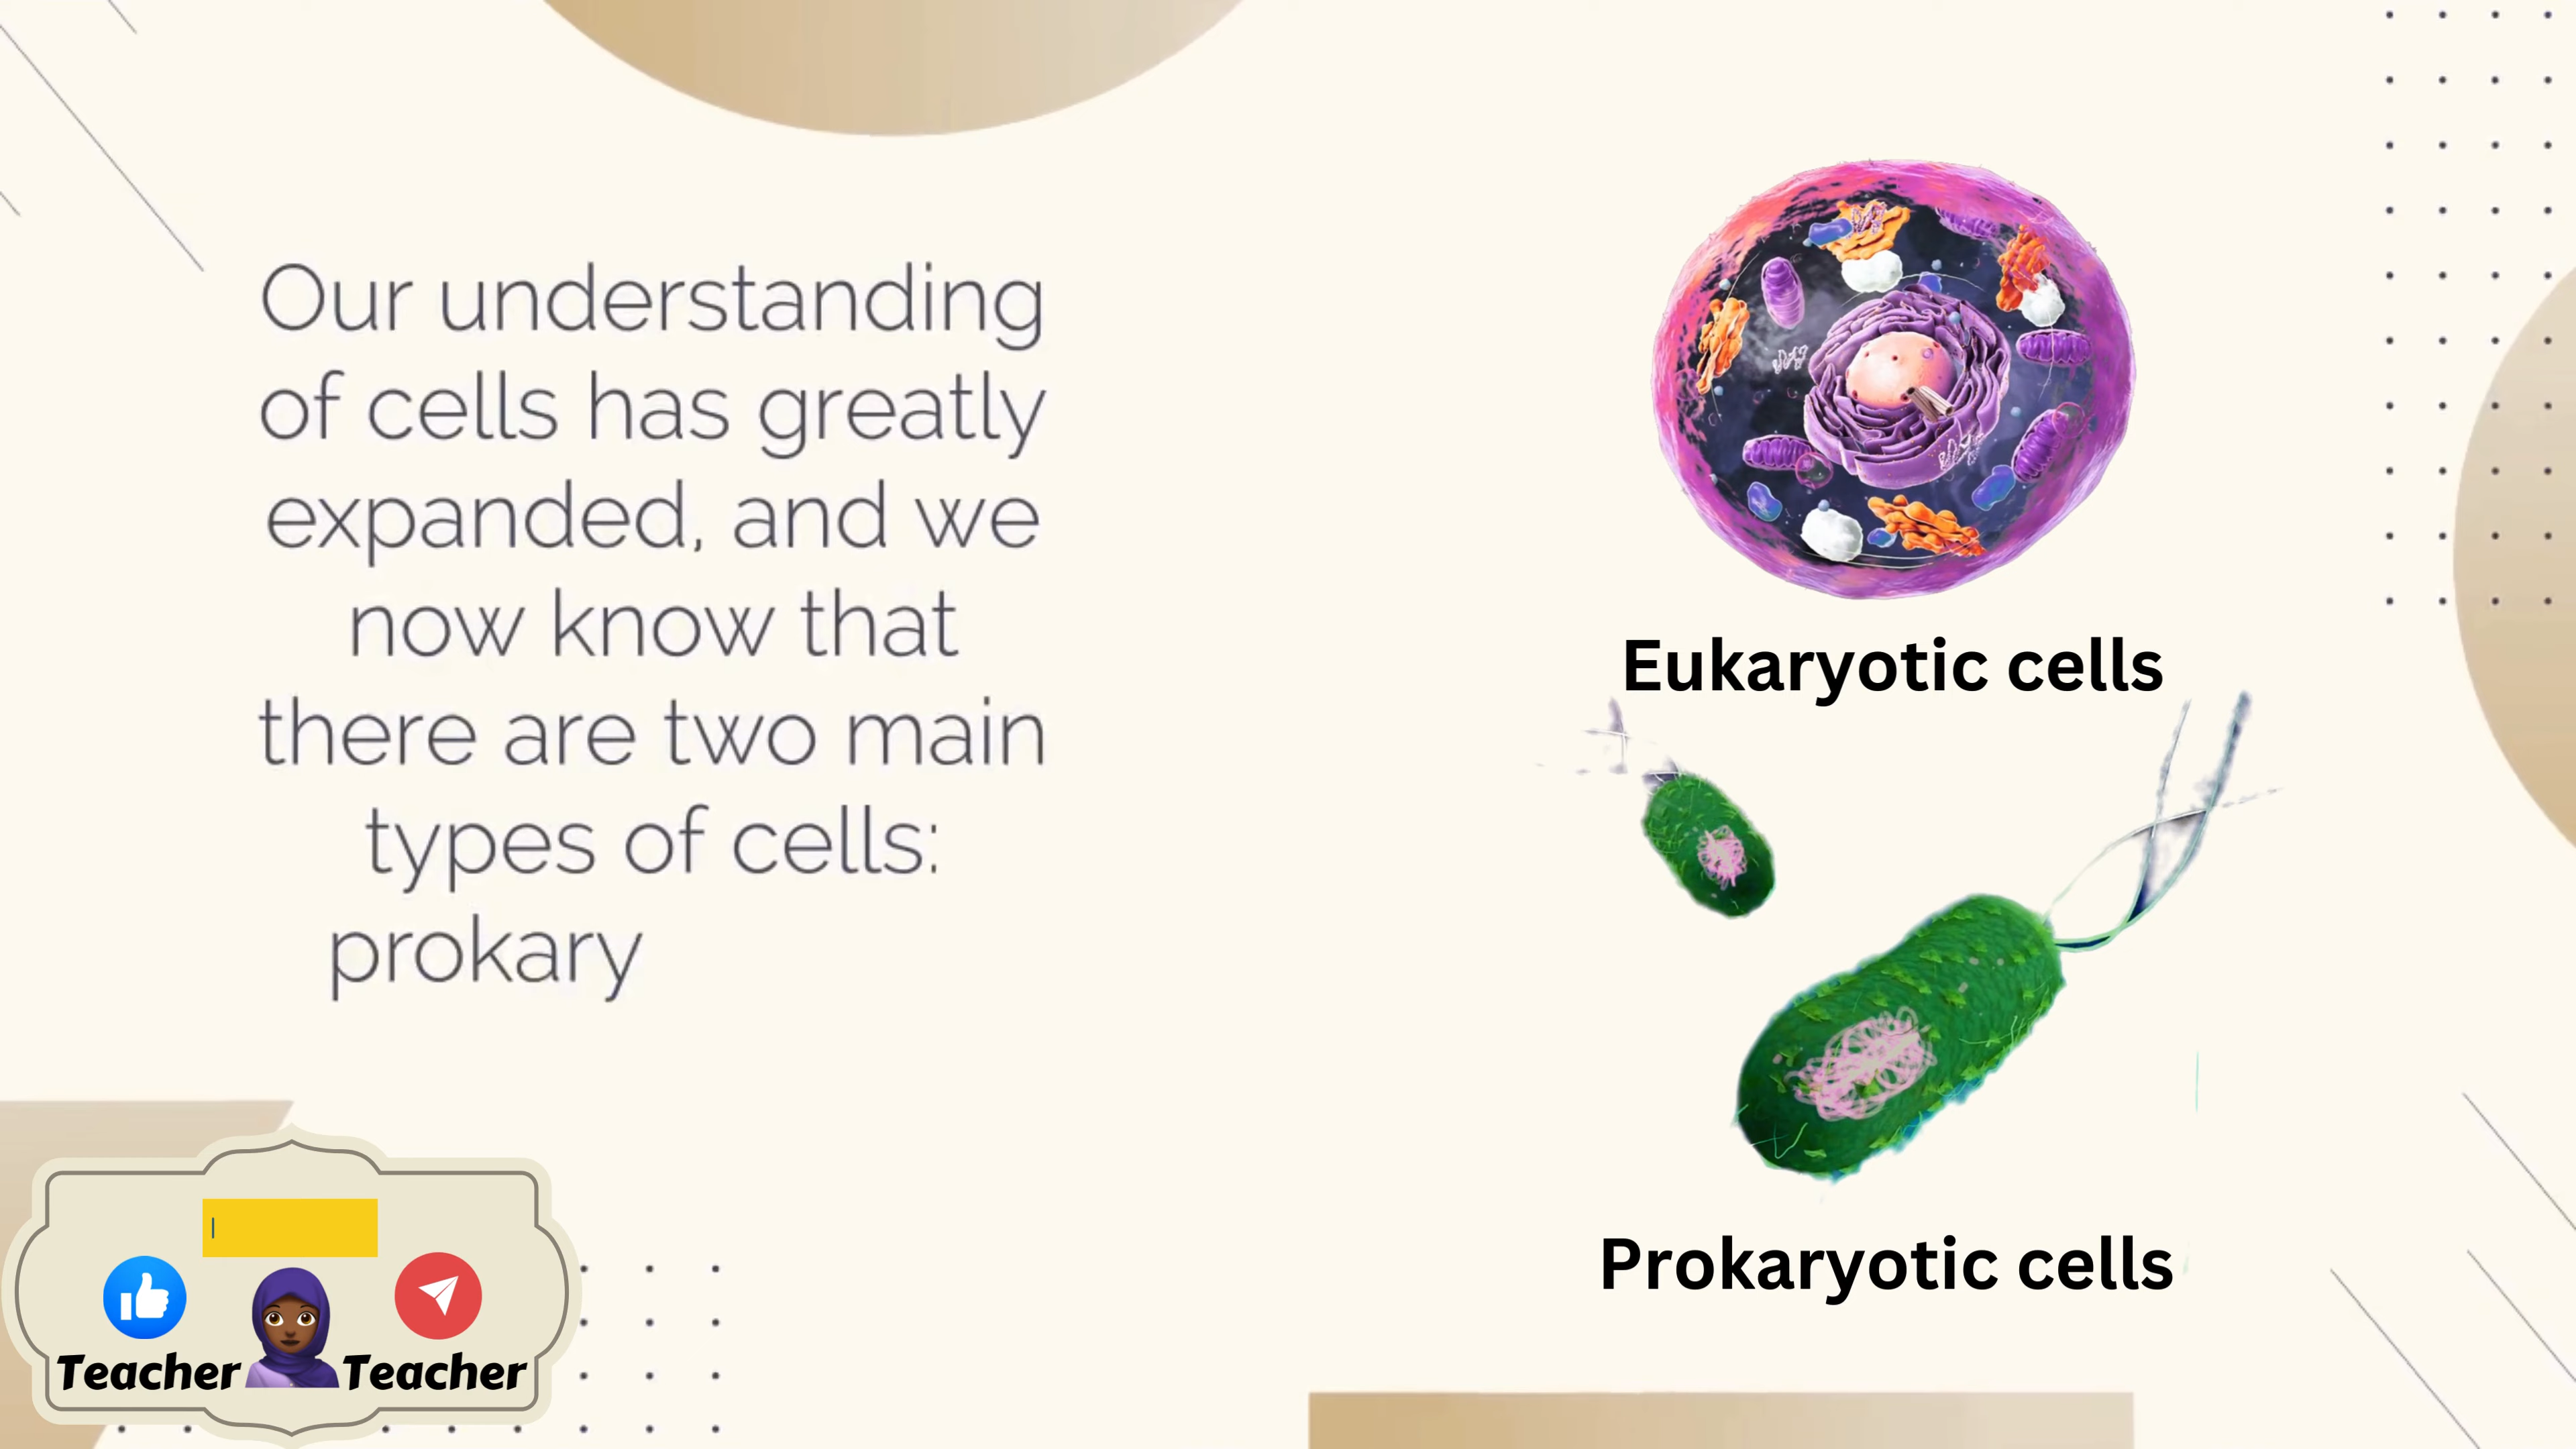 Our understanding
of cells has greatly
expanded, and we
now know that
there are two main
types of cells:
prokary
Eukaryotic cells
Prokaryotic cells
Teacher Teacher